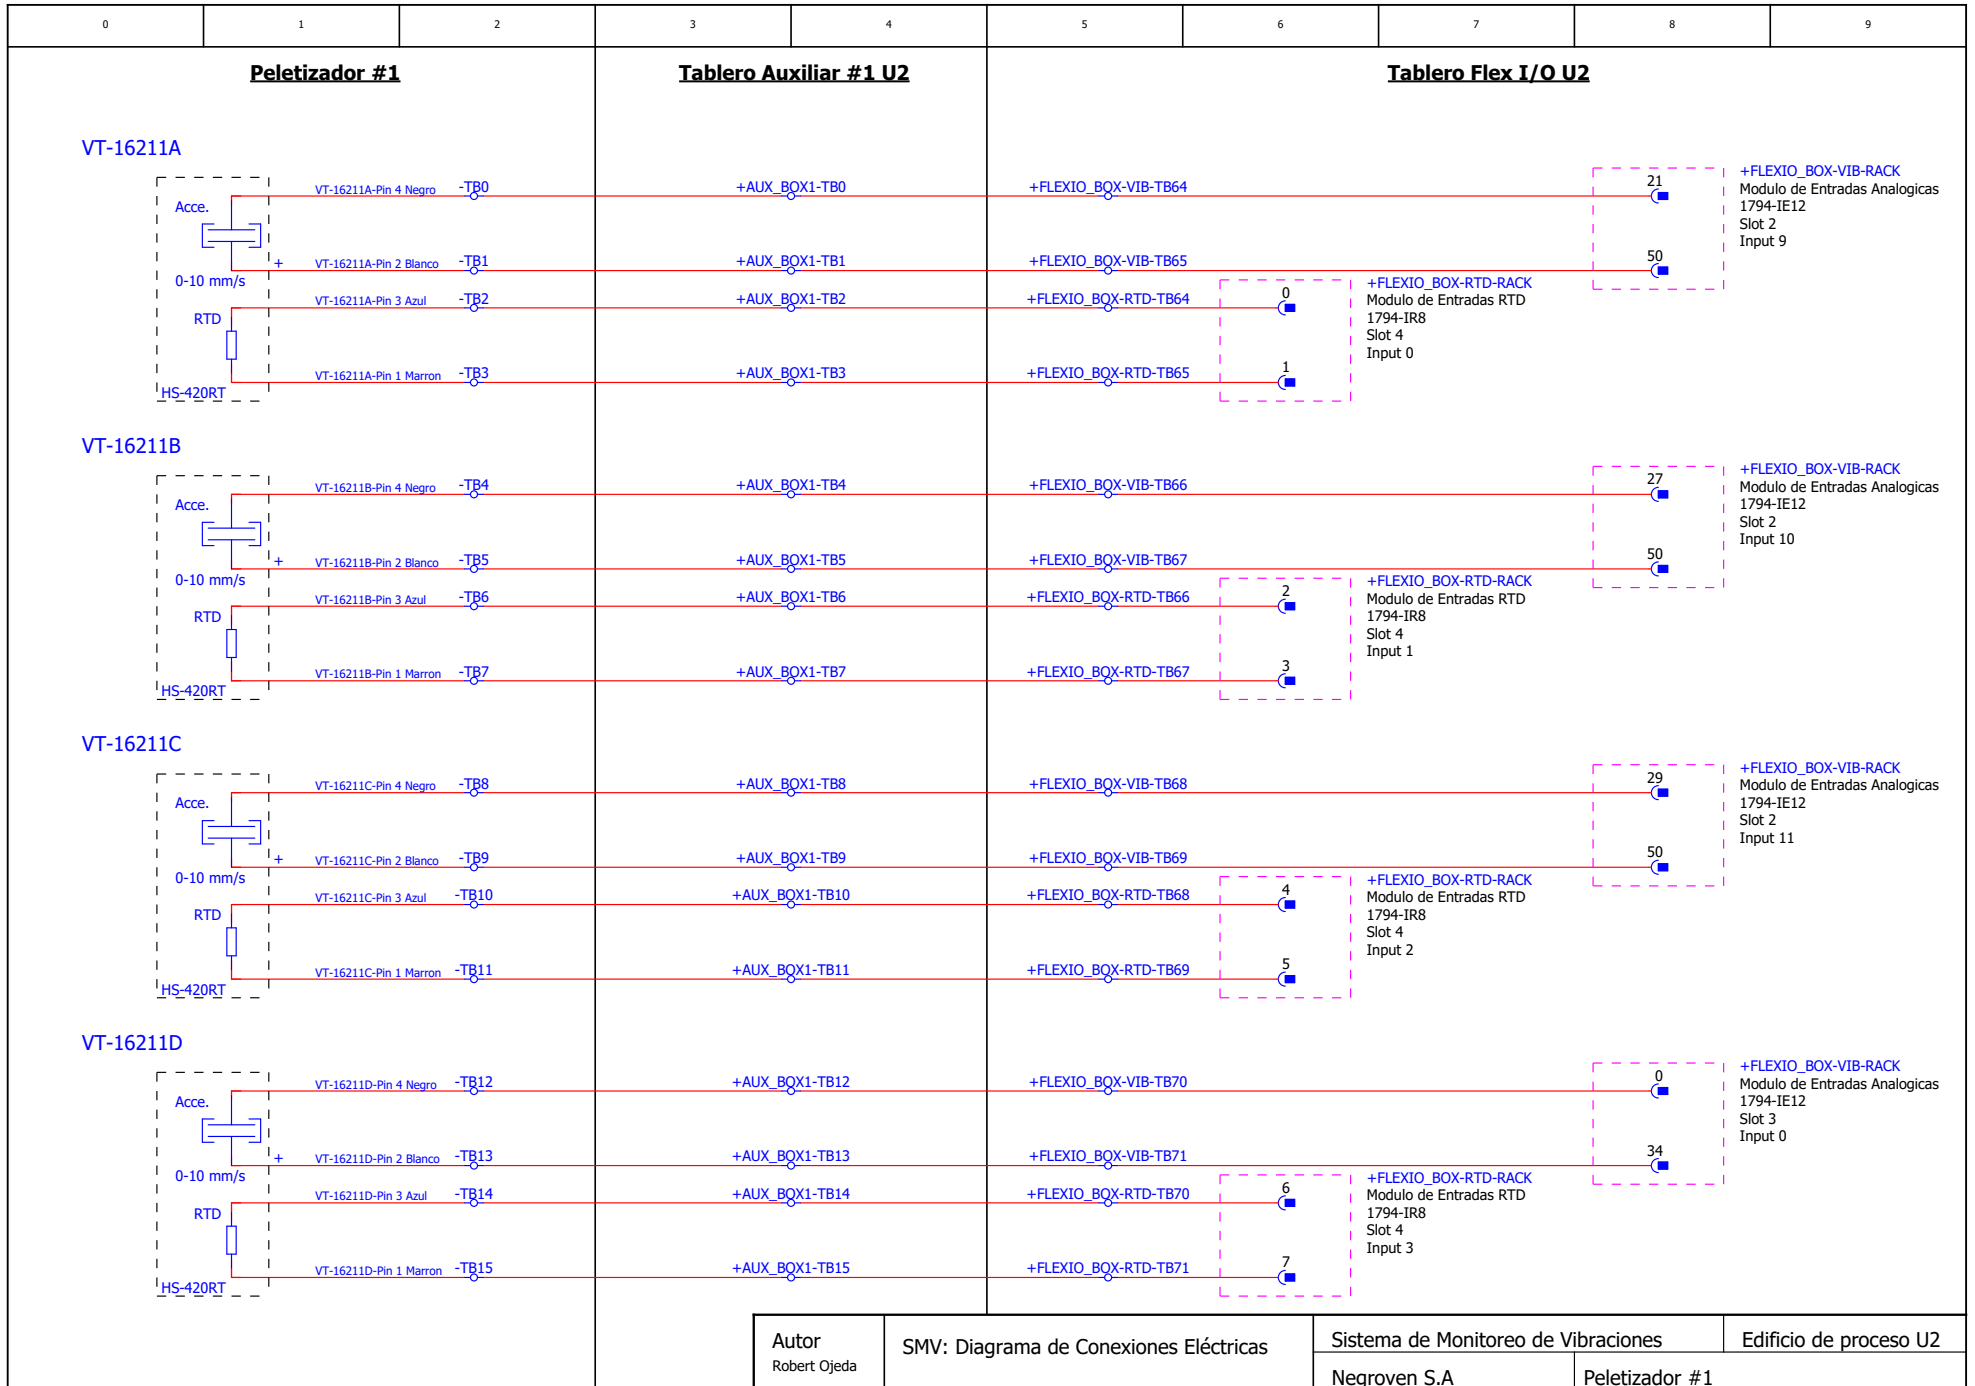 0 1 2 3 4 5 6 7 8 9
Peletizador #1
Tablero Auxiliar #1 U2
Tablero Flex I/O U2
VT-16211A
Acce.
0-10 mm/s
RTD
HS-420RT
+
VT-16211A-Pin 4 Negro -TB0 +AUX_BOX1-TB0 +FLEXIO_BOX-VIB-TB64 21
VT-16211A-Pin 2 Blanco -TB1 +AUX_BOX1-TB1 +FLEXIO_BOX-VIB-TB65 50
VT-16211A-Pin 3 Azul -TB2 +AUX_BOX1-TB2 +FLEXIO_BOX-RTD-TB64 0
VT-16211A-Pin 1 Marron -TB3 +AUX_BOX1-TB3 +FLEXIO_BOX-RTD-TB65 1
+FLEXIO_BOX-RTD-RACK
Modulo de Entradas RTD
1794-IR8
Slot 4
Input 0
+FLEXIO_BOX-VIB-RACK
Modulo de Entradas Analogicas
1794-IE12
Slot 2
Input 9
VT-16211B
Acce.
0-10 mm/s
RTD
HS-420RT
+
VT-16211B-Pin 4 Negro -TB4 +AUX_BOX1-TB4 +FLEXIO_BOX-VIB-TB66 27
VT-16211B-Pin 2 Blanco -TB5 +AUX_BOX1-TB5 +FLEXIO_BOX-VIB-TB67 50
VT-16211B-Pin 3 Azul -TB6 +AUX_BOX1-TB6 +FLEXIO_BOX-RTD-TB66 2
VT-16211B-Pin 1 Marron -TB7 +AUX_BOX1-TB7 +FLEXIO_BOX-RTD-TB67 3
+FLEXIO_BOX-RTD-RACK
Modulo de Entradas RTD
1794-IR8
Slot 4
Input 1
+FLEXIO_BOX-VIB-RACK
Modulo de Entradas Analogicas
1794-IE12
Slot 2
Input 10
VT-16211C
Acce.
0-10 mm/s
RTD
HS-420RT
+
VT-16211C-Pin 4 Negro -TB8 +AUX_BOX1-TB8 +FLEXIO_BOX-VIB-TB68 29
VT-16211C-Pin 2 Blanco -TB9 +AUX_BOX1-TB9 +FLEXIO_BOX-VIB-TB69 50
VT-16211C-Pin 3 Azul -TB10 +AUX_BOX1-TB10 +FLEXIO_BOX-RTD-TB68 4
VT-16211C-Pin 1 Marron -TB11 +AUX_BOX1-TB11 +FLEXIO_BOX-RTD-TB69 5
+FLEXIO_BOX-RTD-RACK
Modulo de Entradas RTD
1794-IR8
Slot 4
Input 2
+FLEXIO_BOX-VIB-RACK
Modulo de Entradas Analogicas
1794-IE12
Slot 2
Input 11
VT-16211D
Acce.
0-10 mm/s
RTD
HS-420RT
+
VT-16211D-Pin 4 Negro -TB12 +AUX_BOX1-TB12 +FLEXIO_BOX-VIB-TB70 0
VT-16211D-Pin 2 Blanco -TB13 +AUX_BOX1-TB13 +FLEXIO_BOX-VIB-TB71 34
VT-16211D-Pin 3 Azul -TB14 +AUX_BOX1-TB14 +FLEXIO_BOX-RTD-TB70 6
VT-16211D-Pin 1 Marron -TB15 +AUX_BOX1-TB15 +FLEXIO_BOX-RTD-TB71 7
+FLEXIO_BOX-RTD-RACK
Modulo de Entradas RTD
1794-IR8
Slot 4
Input 3
+FLEXIO_BOX-VIB-RACK
Modulo de Entradas Analogicas
1794-IE12
Slot 3
Input 0
Autor
Robert Ojeda
SMV: Diagrama de Conexiones Eléctricas
Sistema de Monitoreo de Vibraciones
Edificio de proceso U2
Negroven S.A
Peletizador #1